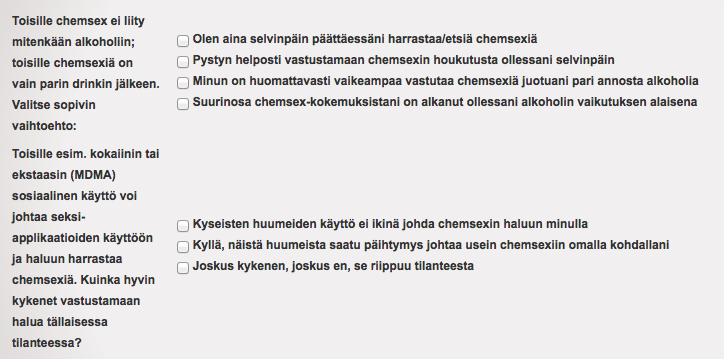 Toisille chemsex ei liity
mitenkään alkoholiin;
toisille chemsexiä on
vain parin drinkin jälkeen.
Valitse sopivin
vaihtoehto:
Olen aina selvinpäin päättäessäni harrastaa/etsiä chemsexiä
Pystyn helposti vastustamaan chemsexin houkutusta ollessani selvinpäin
Minun on huomattavasti vaikeampaa vastutaa chemsexiä juotuani pari annosta alkoholia
Suurinosa chemsex-kokemuksistani on alkanut ollessani alkoholin vaikutuksen alaisena
Toisille esim. kokaiinin tai
ekstaasin (MDMA)
sosiaalinen käyttö voi
johtaa seksi-
applikaatioiden käyttöön
ja haluun harrastaa
chemsexiä. Kuinka hyvin
kykenet vastustamaan
halua tällaisessa
tilanteessa?
Kyseisten huumeiden käyttö ei ikinä johda chemsexin haluun minulla
Kyllä, näistä huumeista saatu päihtymys johtaa usein chemsexiin omalla kohdallani
Joskus kykenen, joskus en, se riippuu tilanteesta